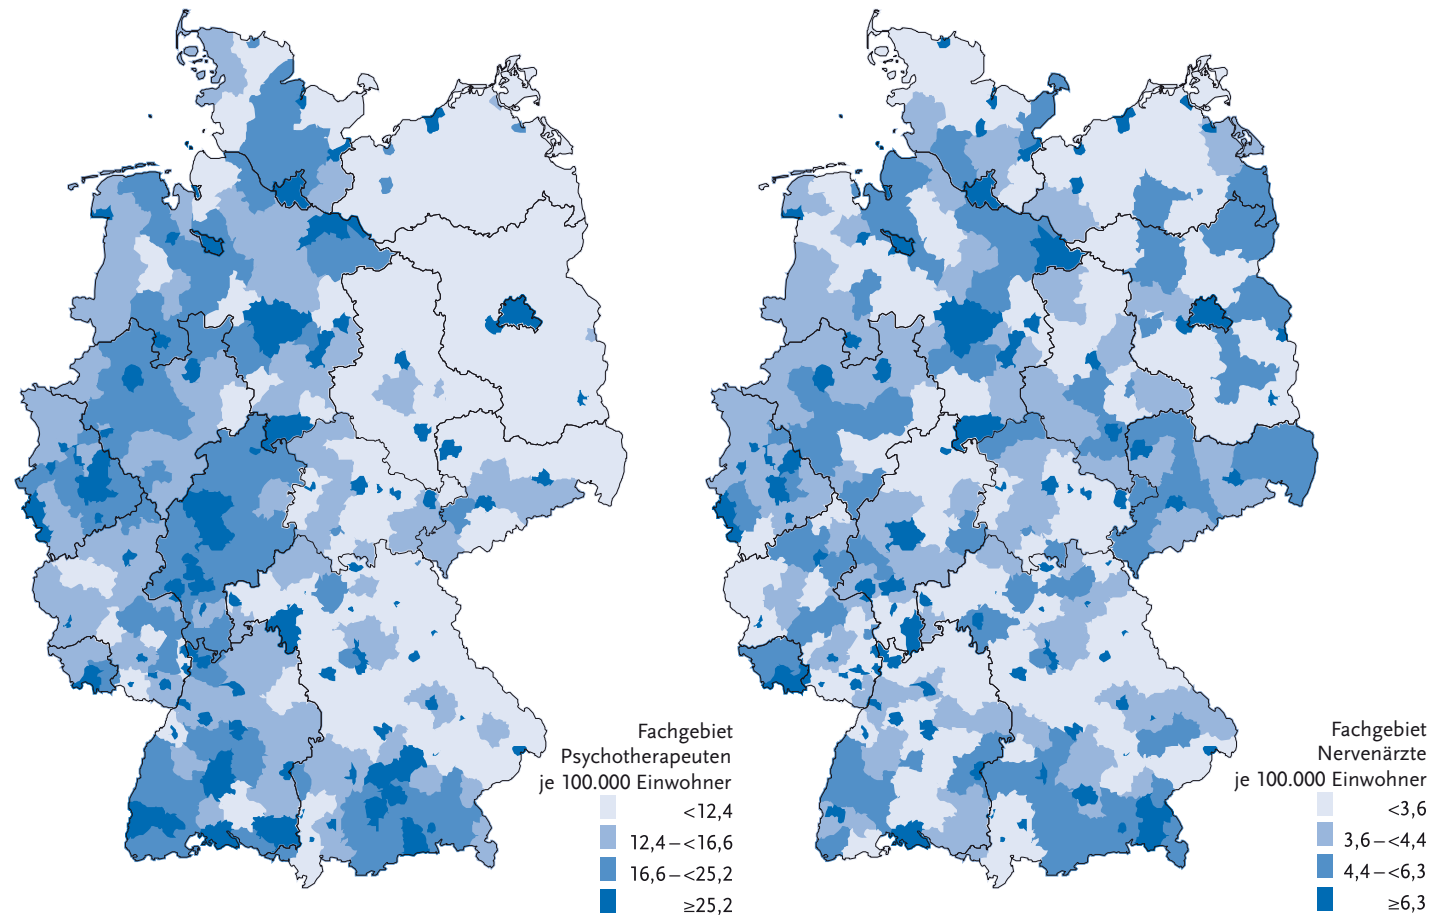 Fachgebiet
Psychotherapeuten
je 100.000 Einwohner
<12,4
12,4–<16,6
16,6–<25,2
≥25,2
Fachgebiet
Nervenärzte
je 100.000 Einwohner
<3,6
3,6–<4,4
4,4–<6,3
≥6,3